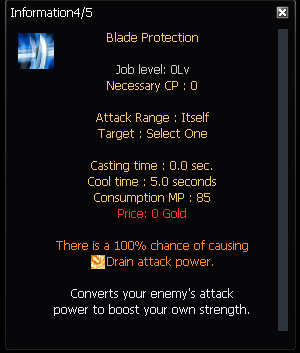 Information4/5
Blade Protection
Job level: 0Lv
Necessary CP : 0
Attack Range : Itself
Target : Select One
Casting time : 0.0 sec.
Cool time : 5.0 seconds
Consumption MP : 85
Price: 0 Gold
There is a 100% chance of causing
Drain attack power.
Converts your enemy's attack
power to boost your own strength.